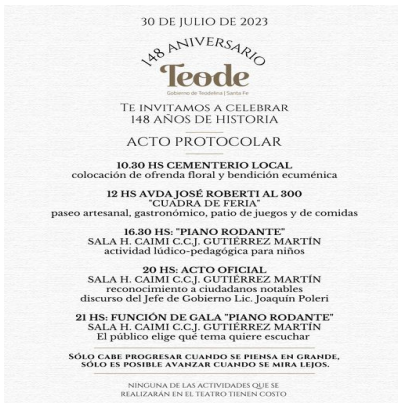 30 DE JULIO DE 2023
148 ANIVERSARIO
Teode
Gobierno de Teodelina | Santa Fe
TE INVITAMOS A CELEBRAR
148 AÑOS DE HISTORIA
ACTO PROTOCOLAR
10.30 HS CEMENTERIO LOCAL
colocación de ofrenda floral y bendición ecuménica
12 HS AVDA JOSÉ ROBERTI AL 300
"CUADRA DE FERIA"
paseo artesanal, gastronómico, patio de juegos y de comidas
16.30 HS: "PIANO RODANTE"
SALA H. CAIMI C.C.J. GUTIÉRREZ MARTÍN
actividad lúdico-pedagógica para niños
20 HS: ACTO OFICIAL
SALA H. CAIMI C.C.J. GUTIÉRREZ MARTÍN
reconocimiento a ciudadanos notables
discurso del Jefe de Gobierno Lic. Joaquín Poleri
21 HS: FUNCIÓN DE GALA "PIANO RODANTE"
SALA H. CAIMI C.C.J. GUTIÉRREZ MARTÍN
El público elige qué tema quiere escuchar
SÓLO CABE PROGRESAR CUANDO SE PIENSA EN GRANDE,
SÓLO ES POSIBLE AVANZAR CUANDO SE MIRA LEJOS.
NINGUNA DE LAS ACTIVIDADES QUE SE
REALIZARÁN EN EL TEATRO TIENEN COSTO